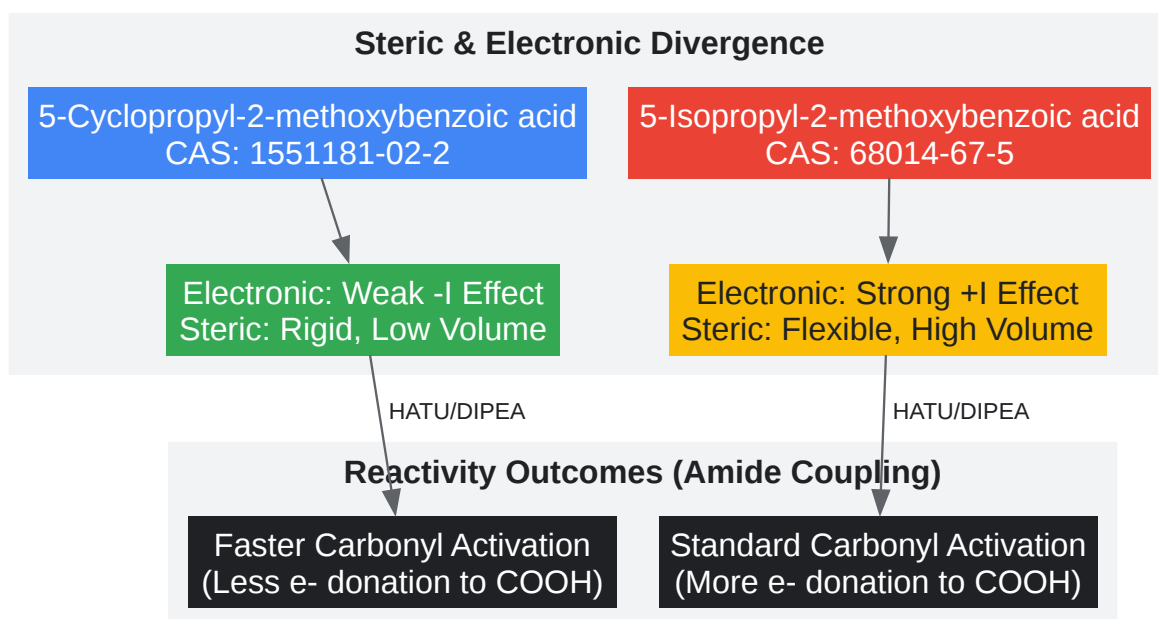 Steric & Electronic Divergence
5-Cyclopropyl-2-methoxybenzoic acid
CAS: 1551181-02-2
5-Isopropyl-2-methoxybenzoic acid
CAS: 68014-67-5
Electronic: Weak -I Effect
Steric: Rigid, Low Volume
Electronic: Strong +I Effect
Steric: Flexible, High Volume
HATU/DIPEA
HATU/DIPEA
Reactivity Outcomes (Amide Coupling)
Faster Carbonyl Activation
(Less e- donation to COOH)
Standard Carbonyl Activation
(More e- donation to COOH)